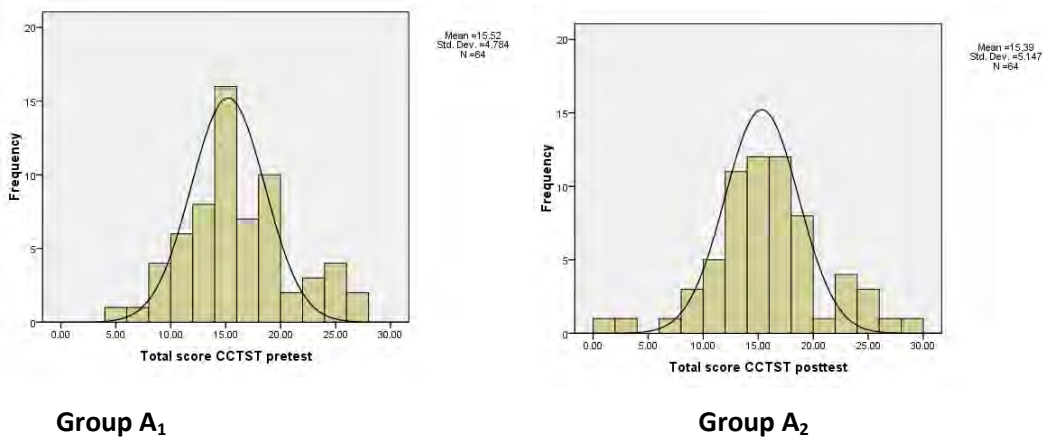 20
15
10
5
0
Frequency
0.00 5.00 10.00 15.00 20.00 25.00 30.00
Total score CCTST pretest
Mean =15.52
Std. Dev. =4.784
N =64
20
15
10
5
0
Frequency
0.00 5.00 10.00 15.00 20.00 25.00 30.00
Total score CCTST posttest
Mean =15.39
Std. Dev. =5.147
N =64
Group A₁
Group A₂